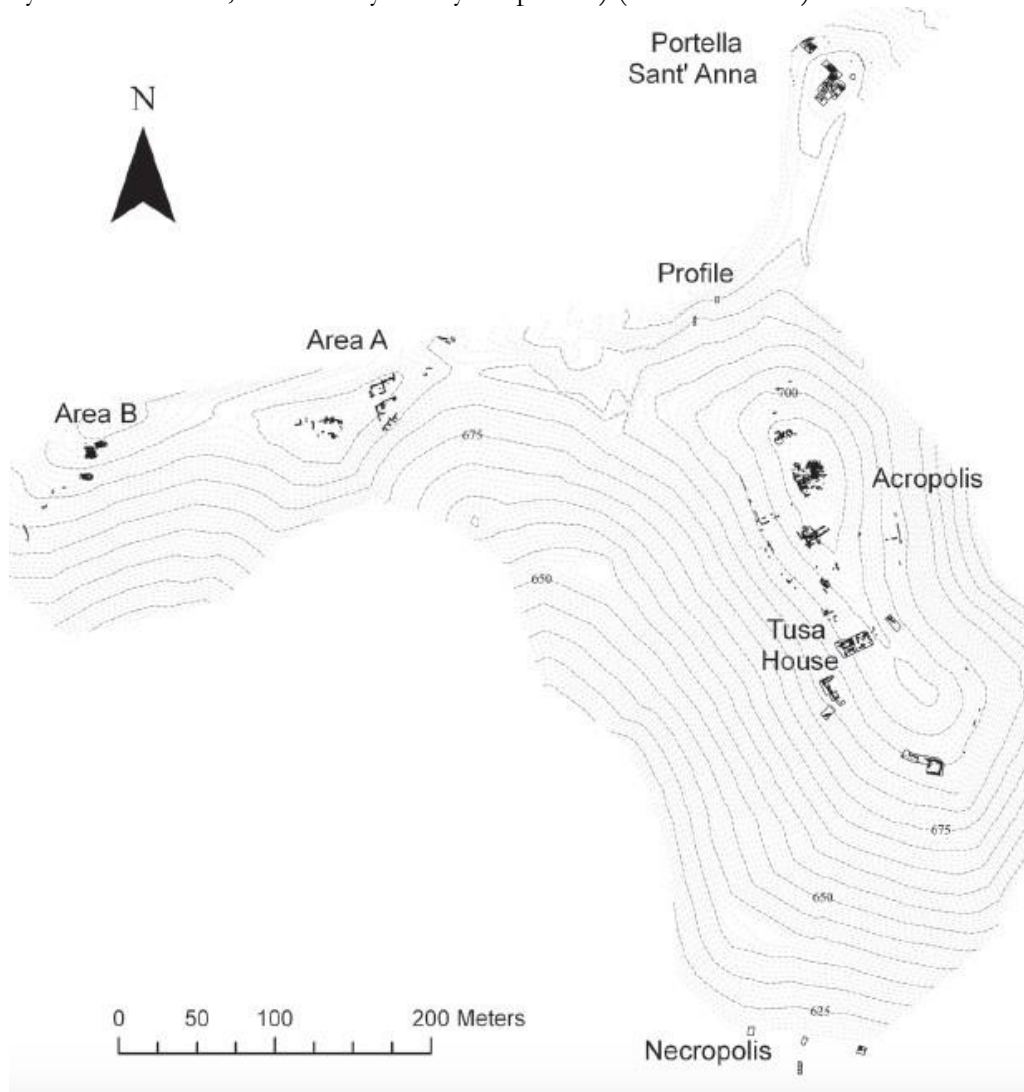 Portella
Sant' Anna
N
Profile
Area A
Area B
700
675
Acropolis
650
Tusa
House
675
650
0 50 100 200 Meters
625
Necropolis